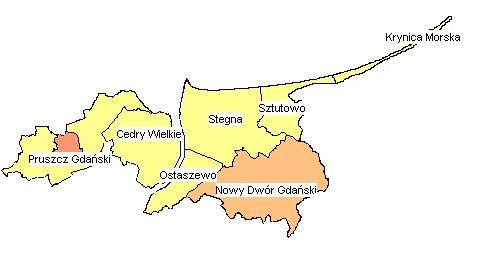 Krynica Morska
Sztutowo
Stegna
Cedry Wielkie
Pruszcz Gdański
Ostaszewo
Nowy Dwór Gdański